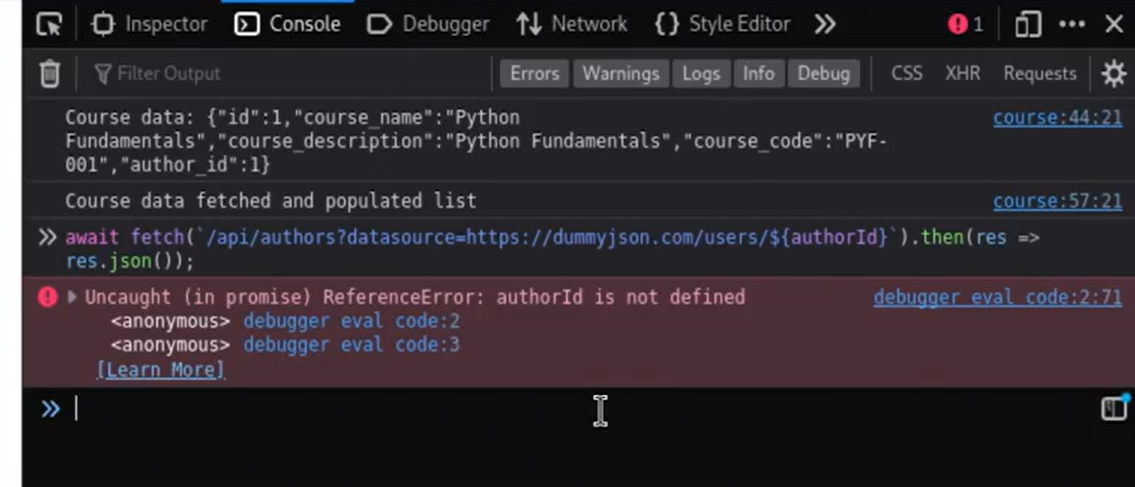 Inspector Console Debugger Network {} Style Editor 1
Filter Output Errors Warnings Logs Info Debug CSS XHR Requests
Course data: {"id":1,"course_name":"Python course:44:21
Fundamentals","course_description":"Python Fundamentals","course_code":"PYF-
001","author_id":1}
Course data fetched and populated list course:57:21
await fetch(`/api/authors?datasource=https://dummyjson.com/users/${authorId}`).then(res =>
res.json());
Uncaught (in promise) ReferenceError: authorId is not defined debugger eval code:2:71
<anonymous> debugger eval code:2
<anonymous> debugger eval code:3
[Learn More]